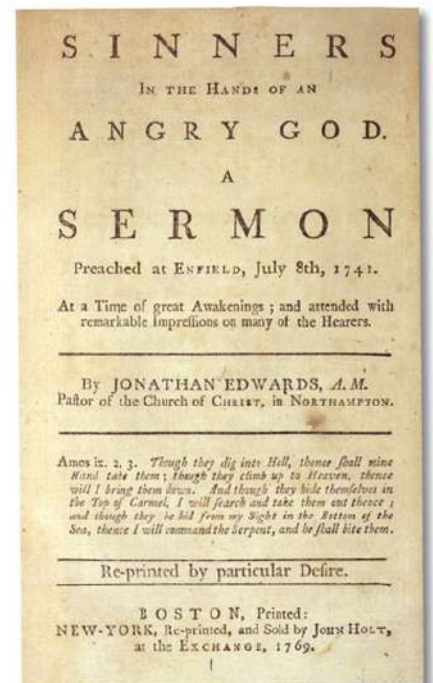 SINNERS
IN THE HANDS OF AN
ANGRY GOD.
A
SERMON
Preached at ENFIELD, July 8th, 1741.
At a Time of great Awakenings ; and attended with
remarkable Impreſſions on many of the Hearers.
By JONATHAN EDWARDS, A. M.
Paſtor of the Church of CHRIST, in NORTHAMPTON.
Amos ix. 2, 3. Though they dig into Hell, thence ſhall mine
Hand take them ; though they climb up to Heaven, thence
will I bring them down. And though they hide themſelves in
the Top of Carmel, I will ſearch and take them out thence ;
and though they be hid from my Sight in the Bottom of the
Sea, thence I will command the Serpent, and he ſhall bite them.
Re-printed by particular Deſire.
BOSTON, Printed:
NEW-YORK, Re-printed, and Sold by JOHN HOLT,
at the EXCHANGE, 1769.